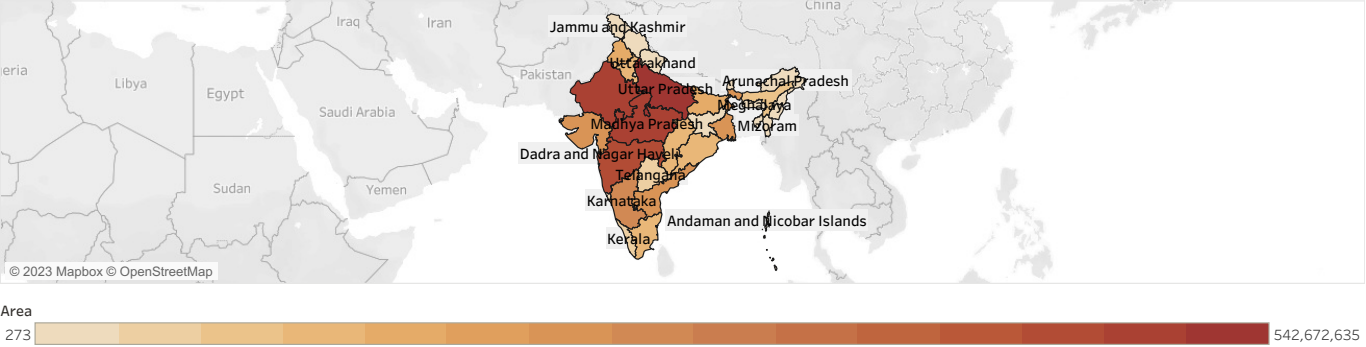 China
Iraq
Iran
Jammu and Kashmir
Uttarakhand
eria
Libya
Pakistan
Arunachal Pradesh
Uttar Pradesh
Egypt
Meghalaya
Saudi Arabia
Madhya Pradesh
Mizoram
Dadra and Nagar Haveli
Telangana
Sudan
Yemen
Karnataka
Andaman and Nicobar Islands
Kerala
© 2023 Mapbox © OpenStreetMap
Area
273
542,672,635